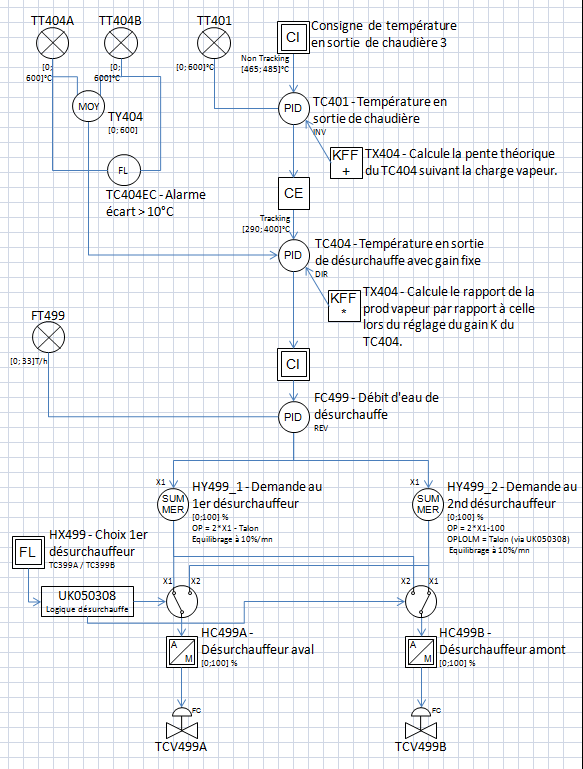 TT404A
TT404B
TT401
[0;
600]°C
[0;
600]°C
[0; 600]°C
CI
Consigne de température
en sortie de chaudière 3
Non Tracking
[465; 485]°C
MOY
TY404
[0; 600]
PID
TC401 - Température en
sortie de chaudière
INV
KFF
+
TX404 - Calcule la pente théorique
du TC404 suivant la charge vapeur.
FL
TC404EC - Alarme
écart > 10°C
CE
Tracking
[290; 400]°C
PID
TC404 - Température en sortie
de désurchauffe avec gain fixe
DIR
KFF
*
TX404 - Calcule le rapport de la
prod vapeur par rapport à celle
lors du réglage du gain K du
TC404.
FT499
[0; 33]T/h
CI
PID
FC499 - Débit d'eau de
désurchauffe
REV
X1
SUM
MER
HY499_1 - Demande au
1er désurchauffeur
[0;100] %
OP = 2*X1 - Talon
Equilibrage à 10%/mn
X1
SUM
MER
HY499_2 - Demande au
2nd désurchauffeur
[0;100] %
OP = 2*X1-100
OPLOLM = Talon (via UK050308)
Equilibrage à 10%/mn
FL
HX499 - Choix 1er
désurchauffeur
TC399A / TC399B
UK050308
Logique désurchauffe
X1
X2
X2
X1
A
M
HC499A -
Désurchauffeur aval
[0;100] %
A
M
HC499B -
Désurchauffeur amont
[0;100] %
FC
TCV499A
FC
TCV499B